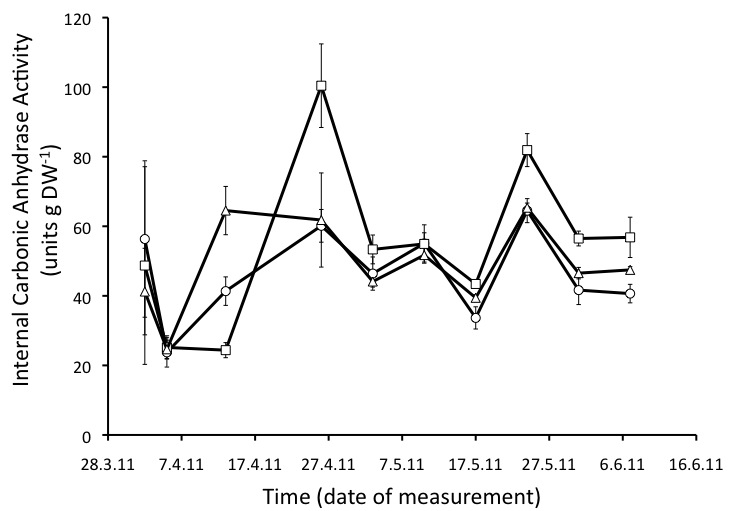 Internal Carbonic Anhydrase Activity
(units g DW⁻¹)
120
100
80
60
40
20
0
28.3.11 7.4.11 17.4.11 27.4.11 7.5.11 17.5.11 27.5.11 6.6.11 16.6.11
Time (date of measurement)